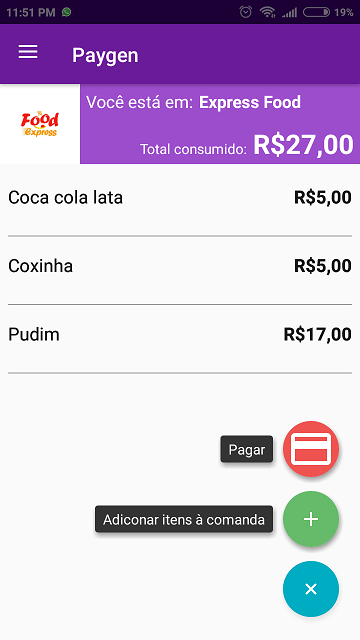 11:51 PM
19%
Paygen
Food
Express
Você está em: Express Food
Total consumido: R$27,00
Coca cola lata R$5,00
Coxinha R$5,00
Pudim R$17,00
Pagar
Adiconar itens à comanda